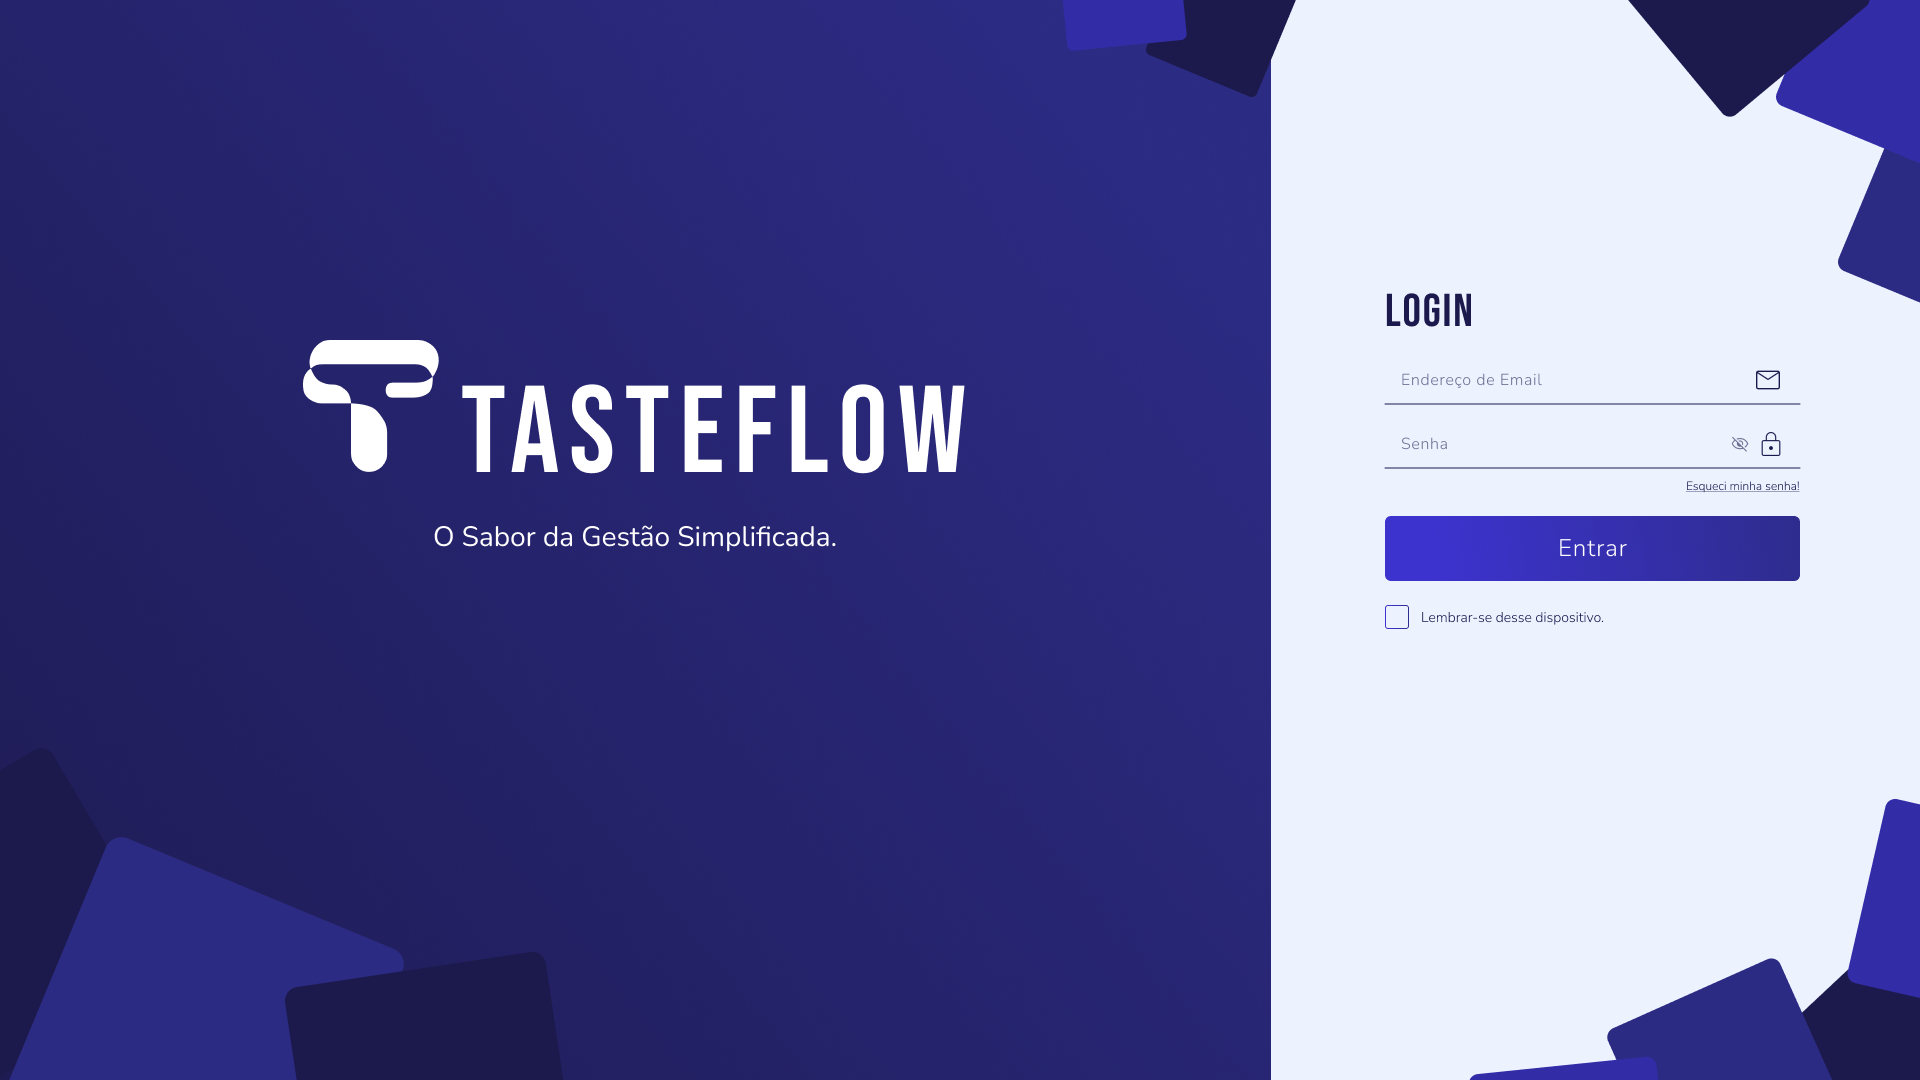 TASTEFLOW
O Sabor da Gestão Simplificada.
LOGIN
Endereço de Email
Senha
Esqueci minha senha!
Entrar
Lembrar-se desse dispositivo.